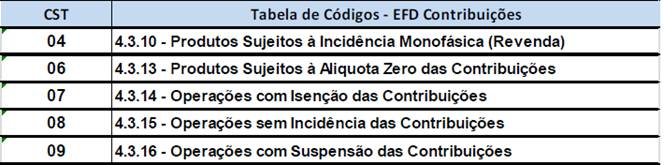 CST Tabela de Códigos - EFD Contribuições
04 4.3.10 - Produtos Sujeitos à Incidência Monofásica (Revenda)
06 4.3.13 - Produtos Sujeitos à Aliquota Zero das Contribuições
07 4.3.14 - Operações com Isenção das Contribuições
08 4.3.15 - Operações sem Incidência das Contribuições
09 4.3.16 - Operações com Suspensão das Contribuições